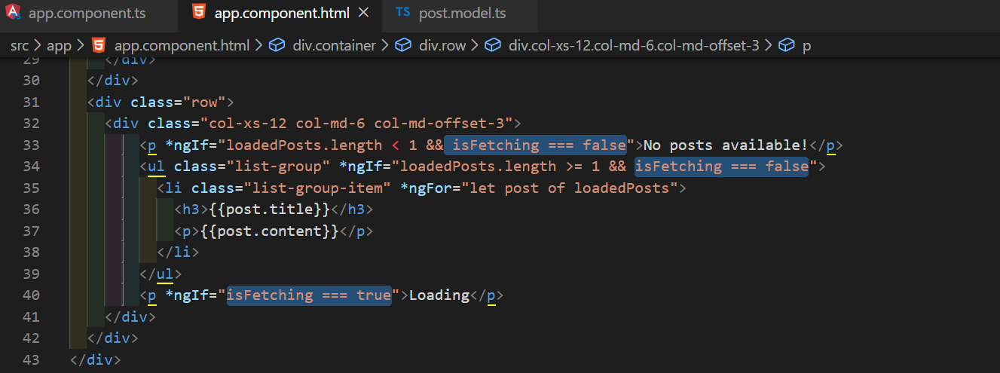 app.component.ts app.component.html TS post.model.ts
src app app.component.html div.container div.row div.col-xs-12.col-md-6.col-md-offset-3 p
29 </div>
30 </div>
31 <div class="row">
32 <div class="col-xs-12 col-md-6 col-md-offset-3">
33 <p *ngIf="loadedPosts.length < 1 && isFetching === false">No posts available!</p>
34 <ul class="list-group" *ngIf="loadedPosts.length >= 1 && isFetching === false">
35 <li class="list-group-item" *ngFor="let post of loadedPosts">
36 <h3>{{post.title}}</h3>
37 <p>{{post.content}}</p>
38 </li>
39 </ul>
40 <p *ngIf="isFetching === true">Loading</p>
41 </div>
42 </div>
43 </div>